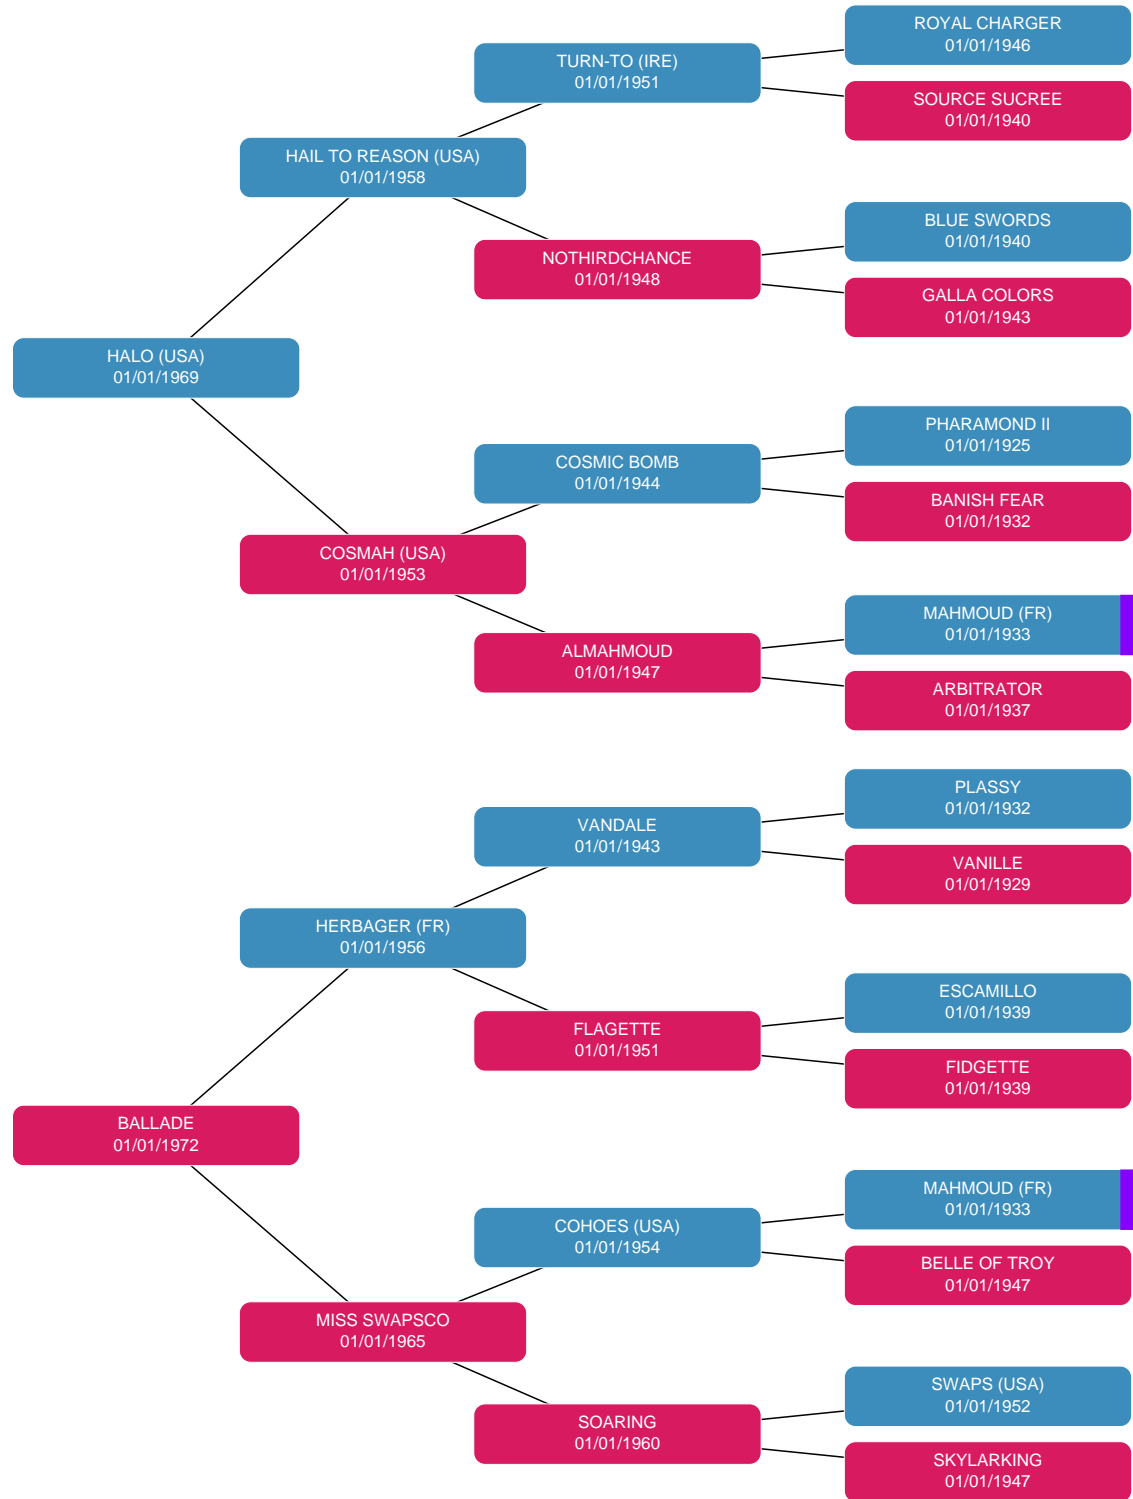 ROYAL CHARGER
01/01/1946
TURN-TO (IRE)
01/01/1951
SOURCE SUCREE
01/01/1940
HAIL TO REASON (USA)
01/01/1958
BLUE SWORDS
01/01/1940
NOTHIRDCHANCE
01/01/1948
GALLA COLORS
01/01/1943
HALO (USA)
01/01/1969
PHARAMOND II
01/01/1925
COSMIC BOMB
01/01/1944
BANISH FEAR
01/01/1932
COSMAH (USA)
01/01/1953
MAHMOUD (FR)
01/01/1933
ALMAHMOUD
01/01/1947
ARBITRATOR
01/01/1937
PLASSY
01/01/1932
VANDALE
01/01/1943
VANILLE
01/01/1929
HERBAGER (FR)
01/01/1956
ESCAMILLO
01/01/1939
FLAGETTE
01/01/1951
FIDGETTE
01/01/1939
BALLADE
01/01/1972
MAHMOUD (FR)
01/01/1933
COHOES (USA)
01/01/1954
BELLE OF TROY
01/01/1947
MISS SWAPSCO
01/01/1965
SWAPS (USA)
01/01/1952
SOARING
01/01/1960
SKYLARKING
01/01/1947